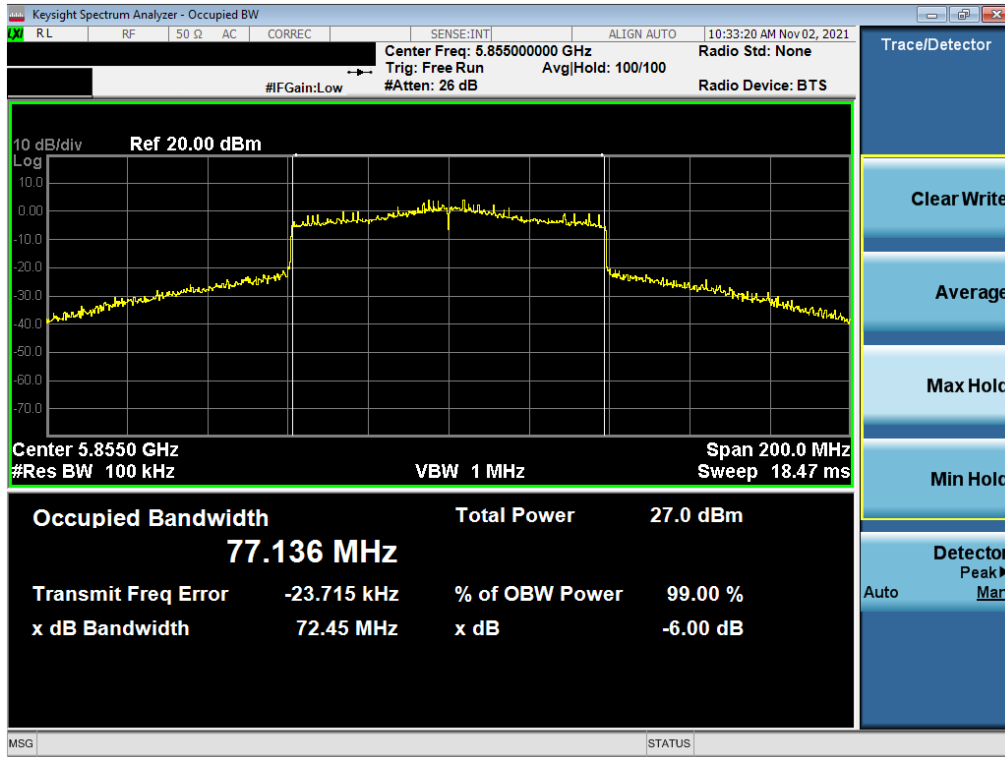 Keysight Spectrum Analyzer - Occupied BW
LXI RL RF 50 Ω AC CORREC SENSE:INT ALIGN AUTO 10:33:20 AM Nov 02, 2021
Center Freq: 5.855000000 GHz Radio Std: None
Trig: Free Run Avg|Hold: 100/100
#IFGain:Low #Atten: 26 dB Radio Device: BTS
Trace/Detector
10 dB/div Ref 20.00 dBm
Log
10.0
0.00
-10.0
-20.0
-30.0
-40.0
-50.0
-60.0
-70.0
Center 5.8550 GHz Span 200.0 MHz
#Res BW 100 kHz VBW 1 MHz Sweep 18.47 ms
Occupied Bandwidth Total Power 27.0 dBm
77.136 MHz
Transmit Freq Error -23.715 kHz % of OBW Power 99.00 %
x dB Bandwidth 72.45 MHz x dB -6.00 dB
Clear Write
Average
Max Hold
Min Hold
Detector
Peak
Auto Man
MSG STATUS